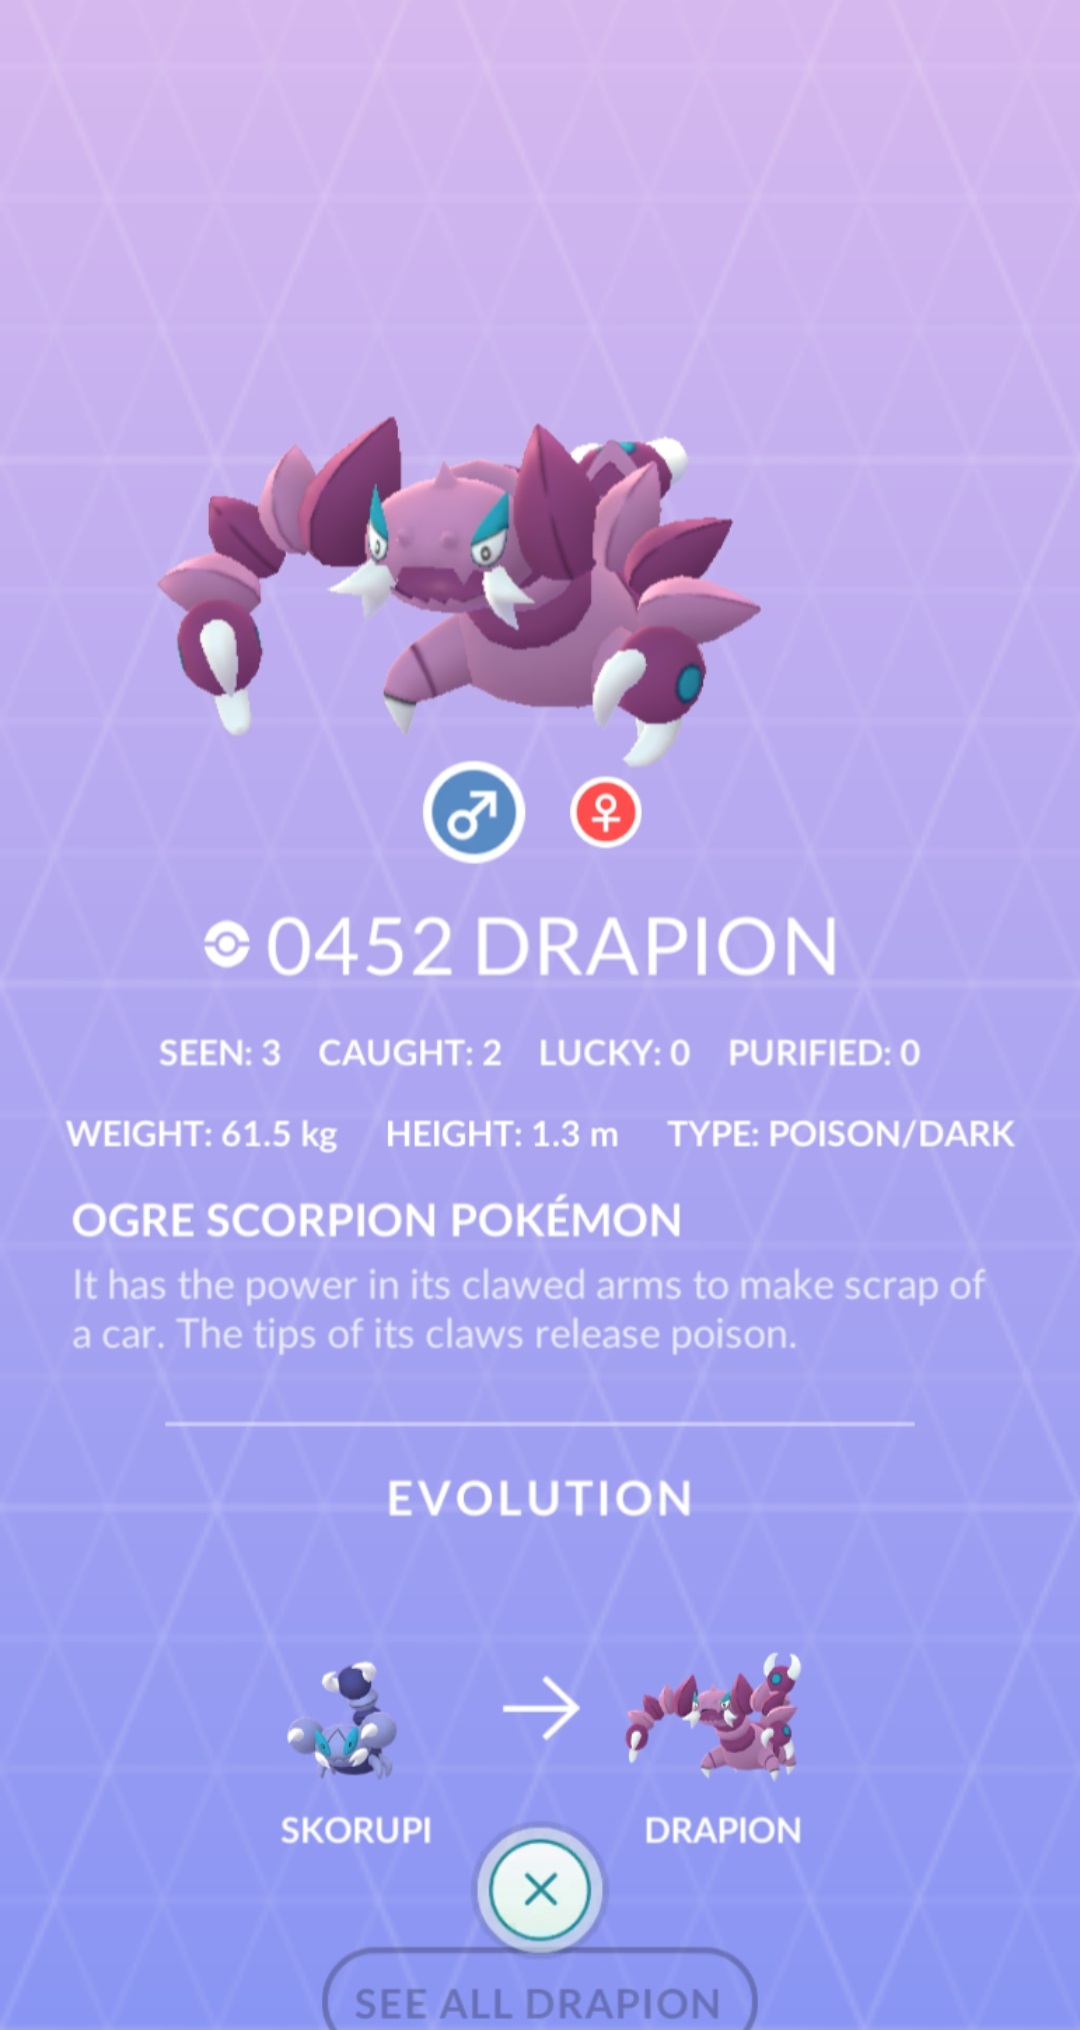 0452 DRAPION
SEEN: 3 CAUGHT: 2 LUCKY: 0 PURIFIED: 0
WEIGHT: 61.5 kg HEIGHT: 1.3 m TYPE: POISON/DARK
OGRE SCORPION POKÉMON
It has the power in its clawed arms to make scrap of
a car. The tips of its claws release poison.
EVOLUTION
SKORUPI DRAPION
SEE ALL DRAPION